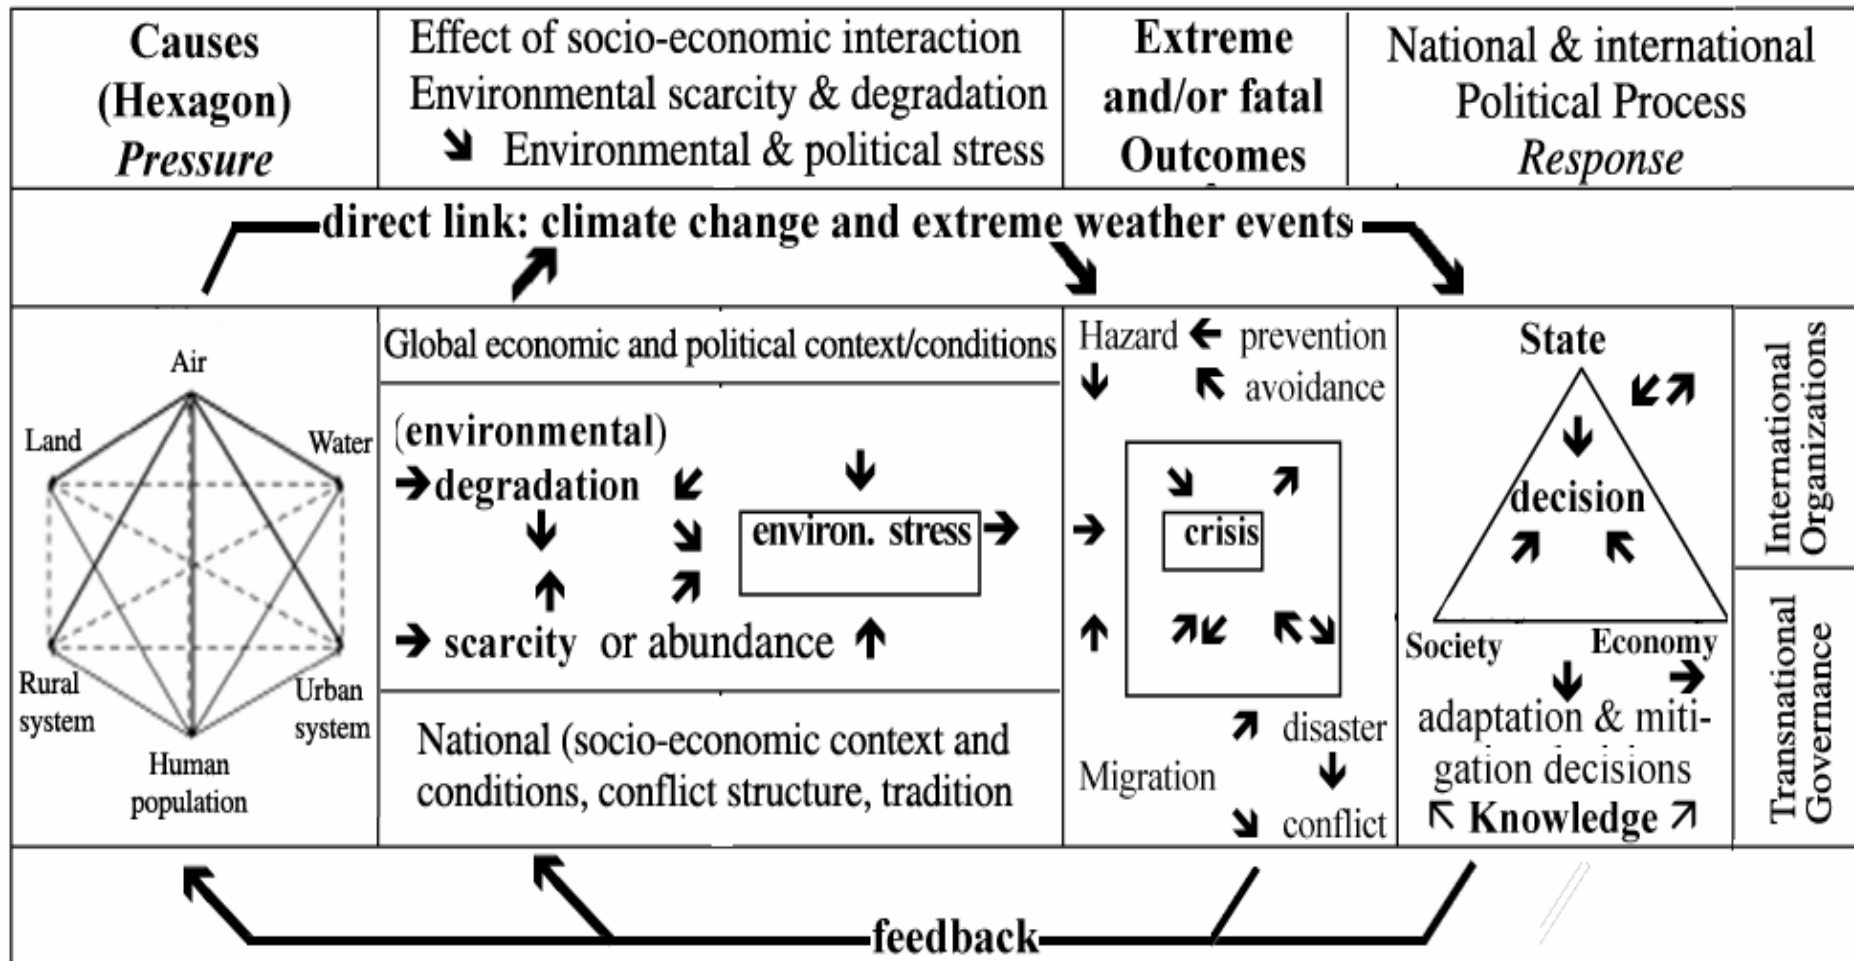 Causes
(Hexagon)
Pressure
Effect of socio-economic interaction
Environmental scarcity & degradation
Environmental & political stress
Extreme
and/or fatal
Outcomes
National & international
Political Process
Response
direct link: climate change and extreme weather events
Air
Land
Water
Rural
system
Urban
system
Human
population
Global economic and political context/conditions
(environmental)
degradation
environ. stress
scarcity or abundance
National (socio-economic context and
conditions, conflict structure, tradition
Hazard prevention
avoidance
crisis
disaster
Migration
conflict
State
decision
Society Economy
adaptation & miti-
gation decisions
Knowledge
International
Organizations
Transnational
Governance
feedback